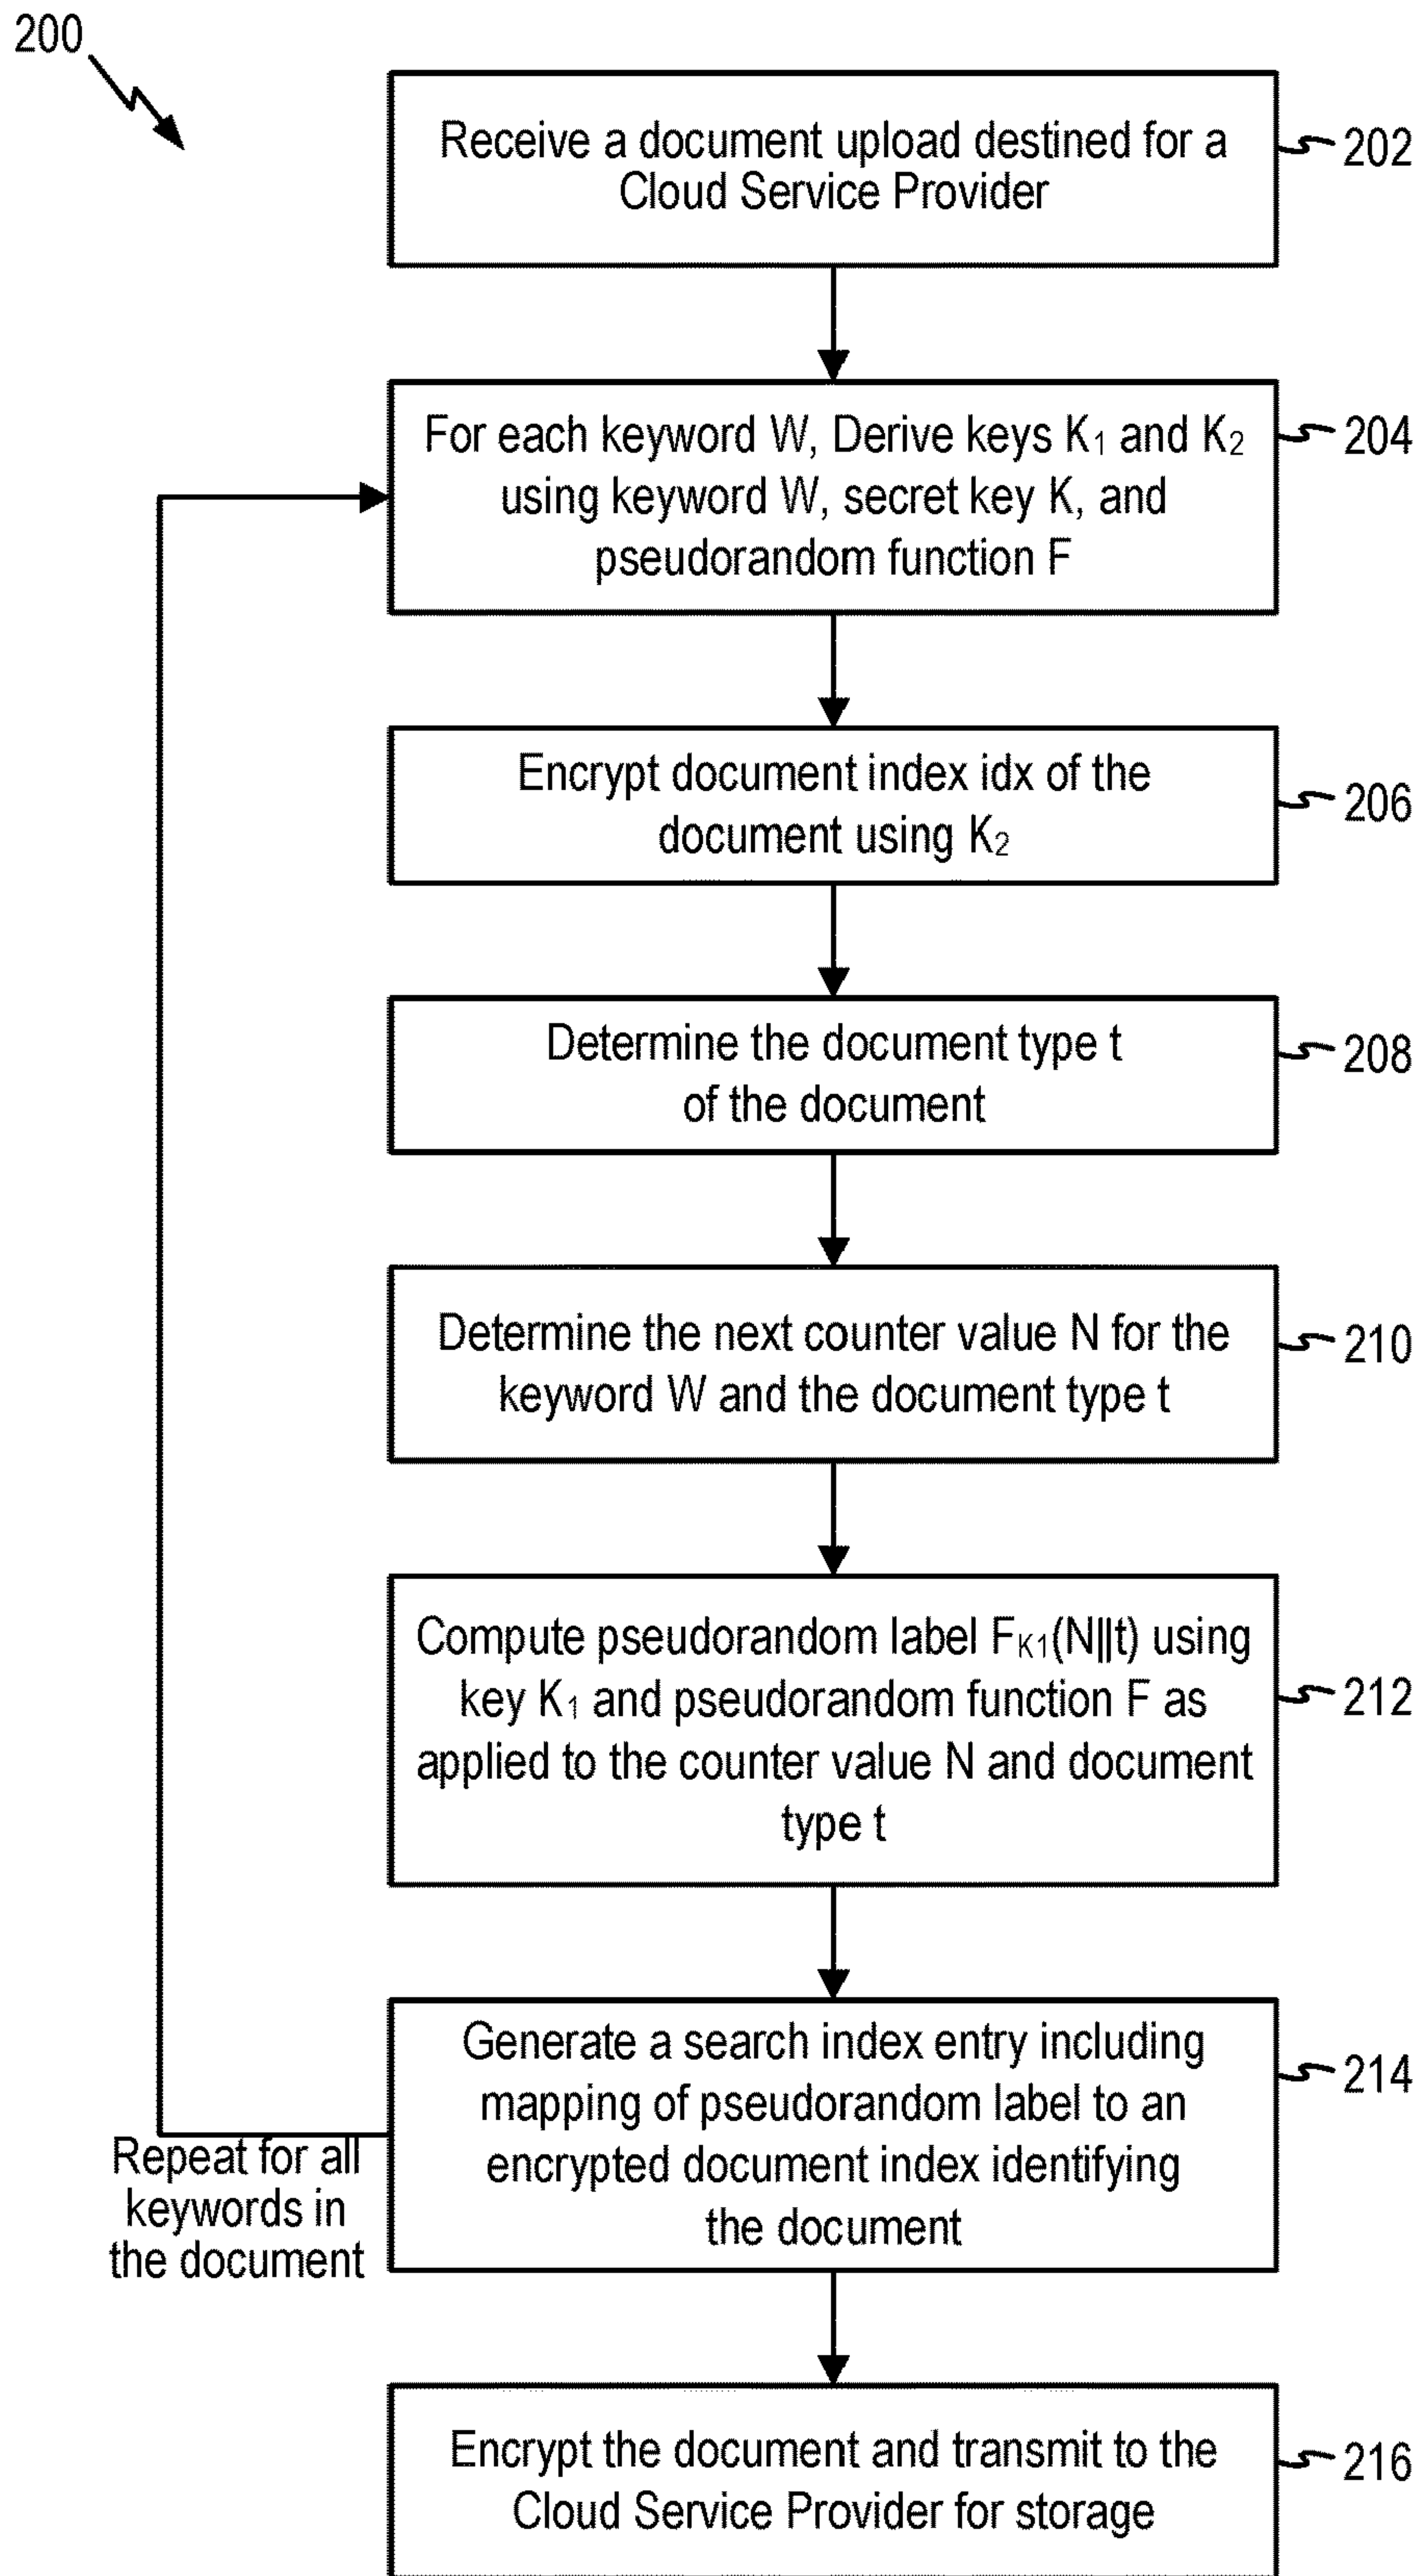 200
Receive a document upload destined for a
Cloud Service Provider
202
For each keyword W, Derive keys K₁ and K₂
using keyword W, secret key K, and
pseudorandom function F
204
Encrypt document index idx of the
document using K₂
206
Determine the document type t
of the document
208
Determine the next counter value N for the
keyword W and the document type t
210
Compute pseudorandom label F_K1(N||t) using
key K₁ and pseudorandom function F as
applied to the counter value N and document
type t
212
Generate a search index entry including
mapping of pseudorandom label to an
encrypted document index identifying
the document
214
Repeat for all
keywords in
the document
Encrypt the document and transmit to the
Cloud Service Provider for storage
216